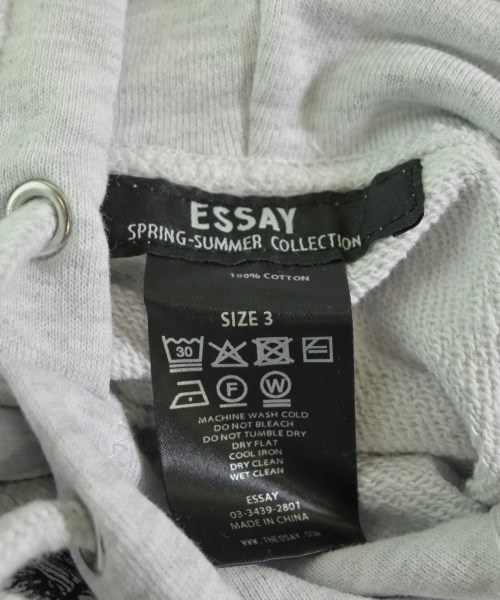 ESSAY
SPRING-SUMMER COLLECTION
100% COTTON
SIZE 3
30
F W
MACHINE WASH COLD
DO NOT BLEACH
DO NOT TUMBLE DRY
DRY FLAT
COOL IRON
DRY CLEAN
WET CLEAN
ESSAY
03-3439-2801
MADE IN CHINA
WWW.THESSAY.COM